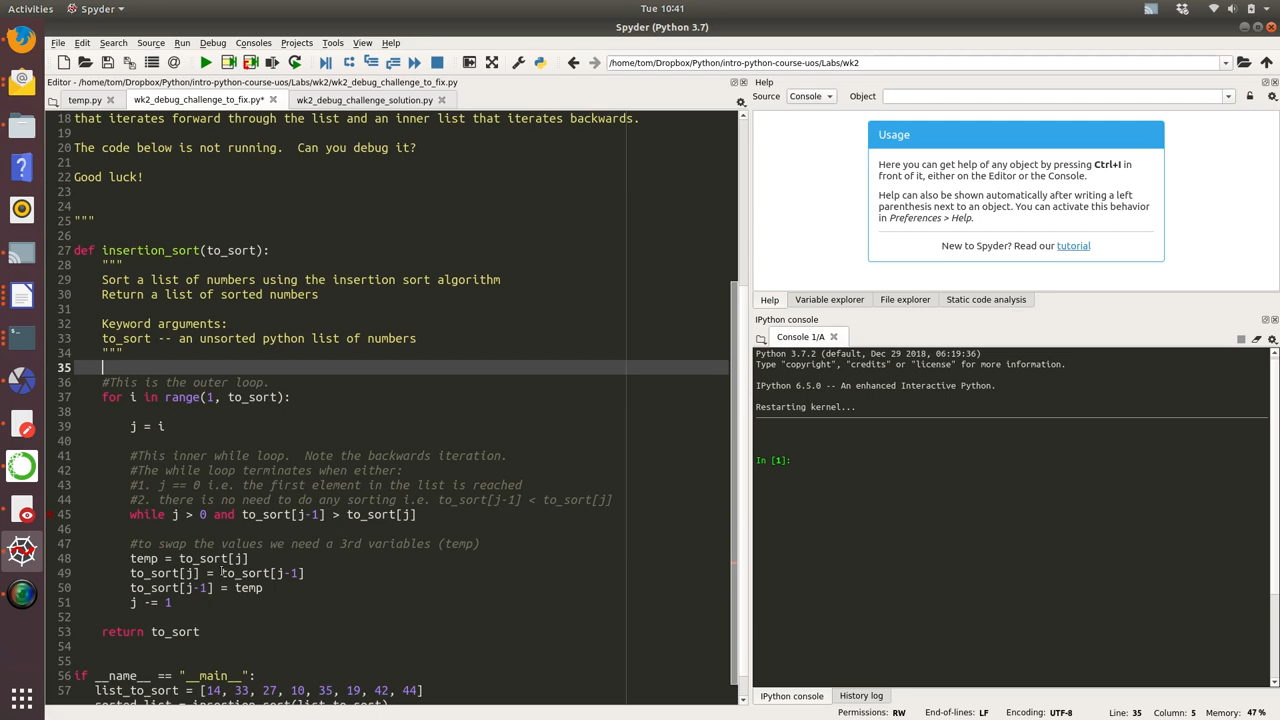 Activities
Spyder
Tue 10:41
Spyder (Python 3.7)
File Edit Search Source Run Debug Consoles Projects Tools View Help
/home/tom/Dropbox/Python/intro-python-course-uos/Labs/wk2
Editor - /home/tom/Dropbox/Python/intro-python-course-uos/Labs/wk2/wk2_debug_challenge_to_fix.py
temp.py wk2_debug_challenge_to_fix.py* wk2_debug_challenge_solution.py
18 that iterates forward through the list and an inner list that iterates backwards.
19
20 The code below is not running.  Can you debug it?
21
22 Good luck!
23
24
25 """
26
27 def insertion_sort(to_sort):
28     """
29     Sort a list of numbers using the insertion sort algorithm
30     Return a list of sorted numbers
31
32     Keyword arguments:
33     to_sort -- an unsorted python list of numbers
34     """
35
36     #This is the outer loop.
37     for i in range(1, to_sort):
38
39         j = i
40
41         #This inner while loop.  Note the backwards iteration.
42         #The while loop terminates when either:
43         #1. j == 0 i.e. the first element in the list is reached
44         #2. there is no need to do any sorting i.e. to_sort[j-1] < to_sort[j]
45         while j > 0 and to_sort[j-1] > to_sort[j]
46
47         #to swap the values we need a 3rd variables (temp)
48         temp = to_sort[j]
49         to_sort[j] = to_sort[j-1]
50         to_sort[j-1] = temp
51         j -= 1
52
53     return to_sort
54
55
56 if __name__ == "__main__":
57    list_to_sort = [14, 33, 27, 10, 35, 19, 42, 44]
sorted_list = insertion_sort(list_to_sort)
Help
Source Console Object
Usage
Here you can get help of any object by pressing Ctrl+I in
front of it, either on the Editor or the Console.
Help can also be shown automatically after writing a left
parenthesis next to an object. You can activate this behavior
in Preferences > Help.
New to Spyder? Read our tutorial
Help Variable explorer File explorer Static code analysis
IPython console
Console 1/A
Python 3.7.2 (default, Dec 29 2018, 06:19:36)
Type "copyright", "credits" or "license" for more information.
IPython 6.5.0 -- An enhanced Interactive Python.
Restarting kernel...
In [1]:
IPython console History log
Permissions: RW End-of-lines: LF Encoding: UTF-8 Line: 35 Column: 5 Memory: 47 %